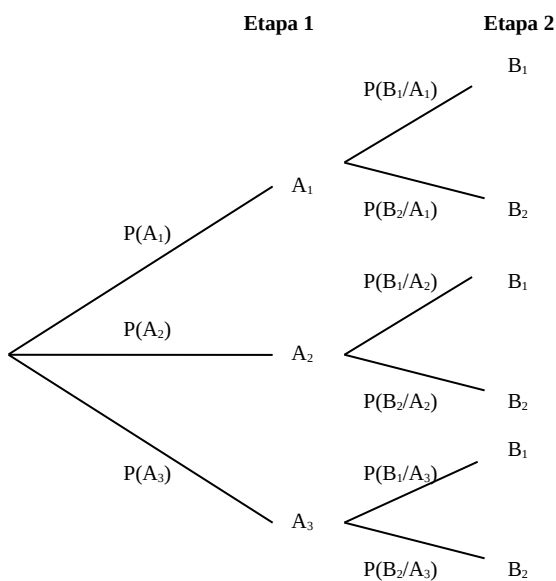 Etapa 1 Etapa 2
B₁
P(B₁/A₁)
A₁
P(B₂/A₁) B₂
P(A₁)
P(B₁/A₂) B₁
P(A₂)
A₂
P(B₂/A₂) B₂
B₁
P(A₃) P(B₁/A₃)
A₃
P(B₂/A₃) B₂